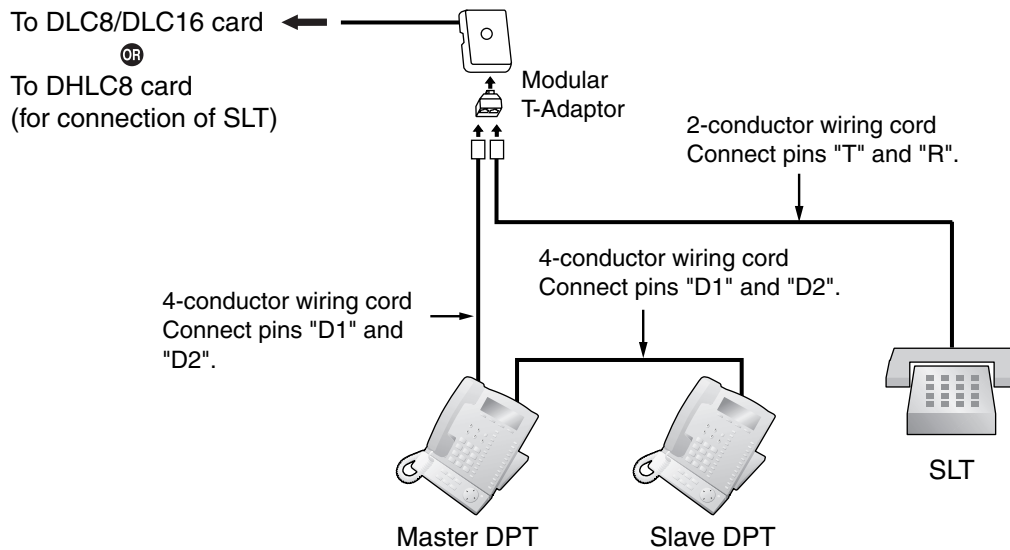 To DLC8/DLC16 card
OR
To DHLC8 card
(for connection of SLT)
Modular
T-Adaptor
2-conductor wiring cord
Connect pins "T" and "R".
4-conductor wiring cord
Connect pins "D1" and "D2".
4-conductor wiring cord
Connect pins "D1" and
"D2".
SLT
Master DPT
Slave DPT